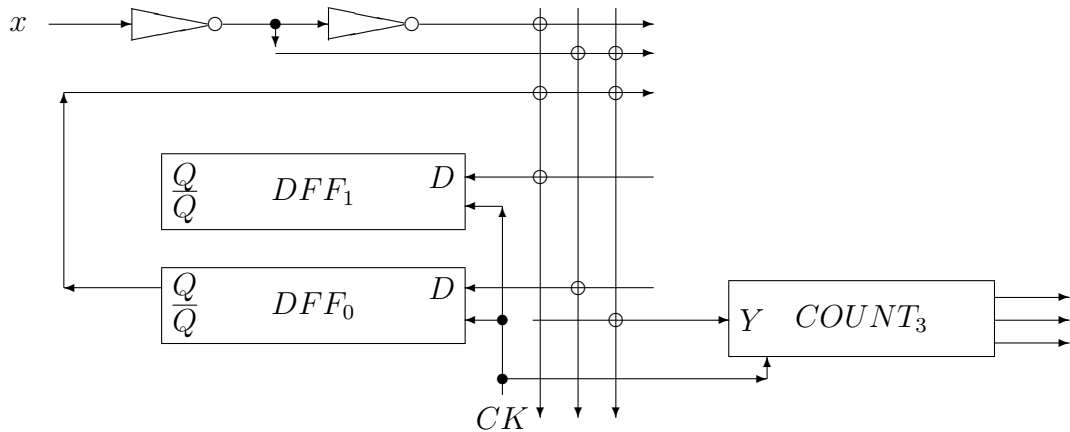 x
Q D
DFF₁
Q̅
Q D
DFF₀
Q̅
Y COUNT₃
CK